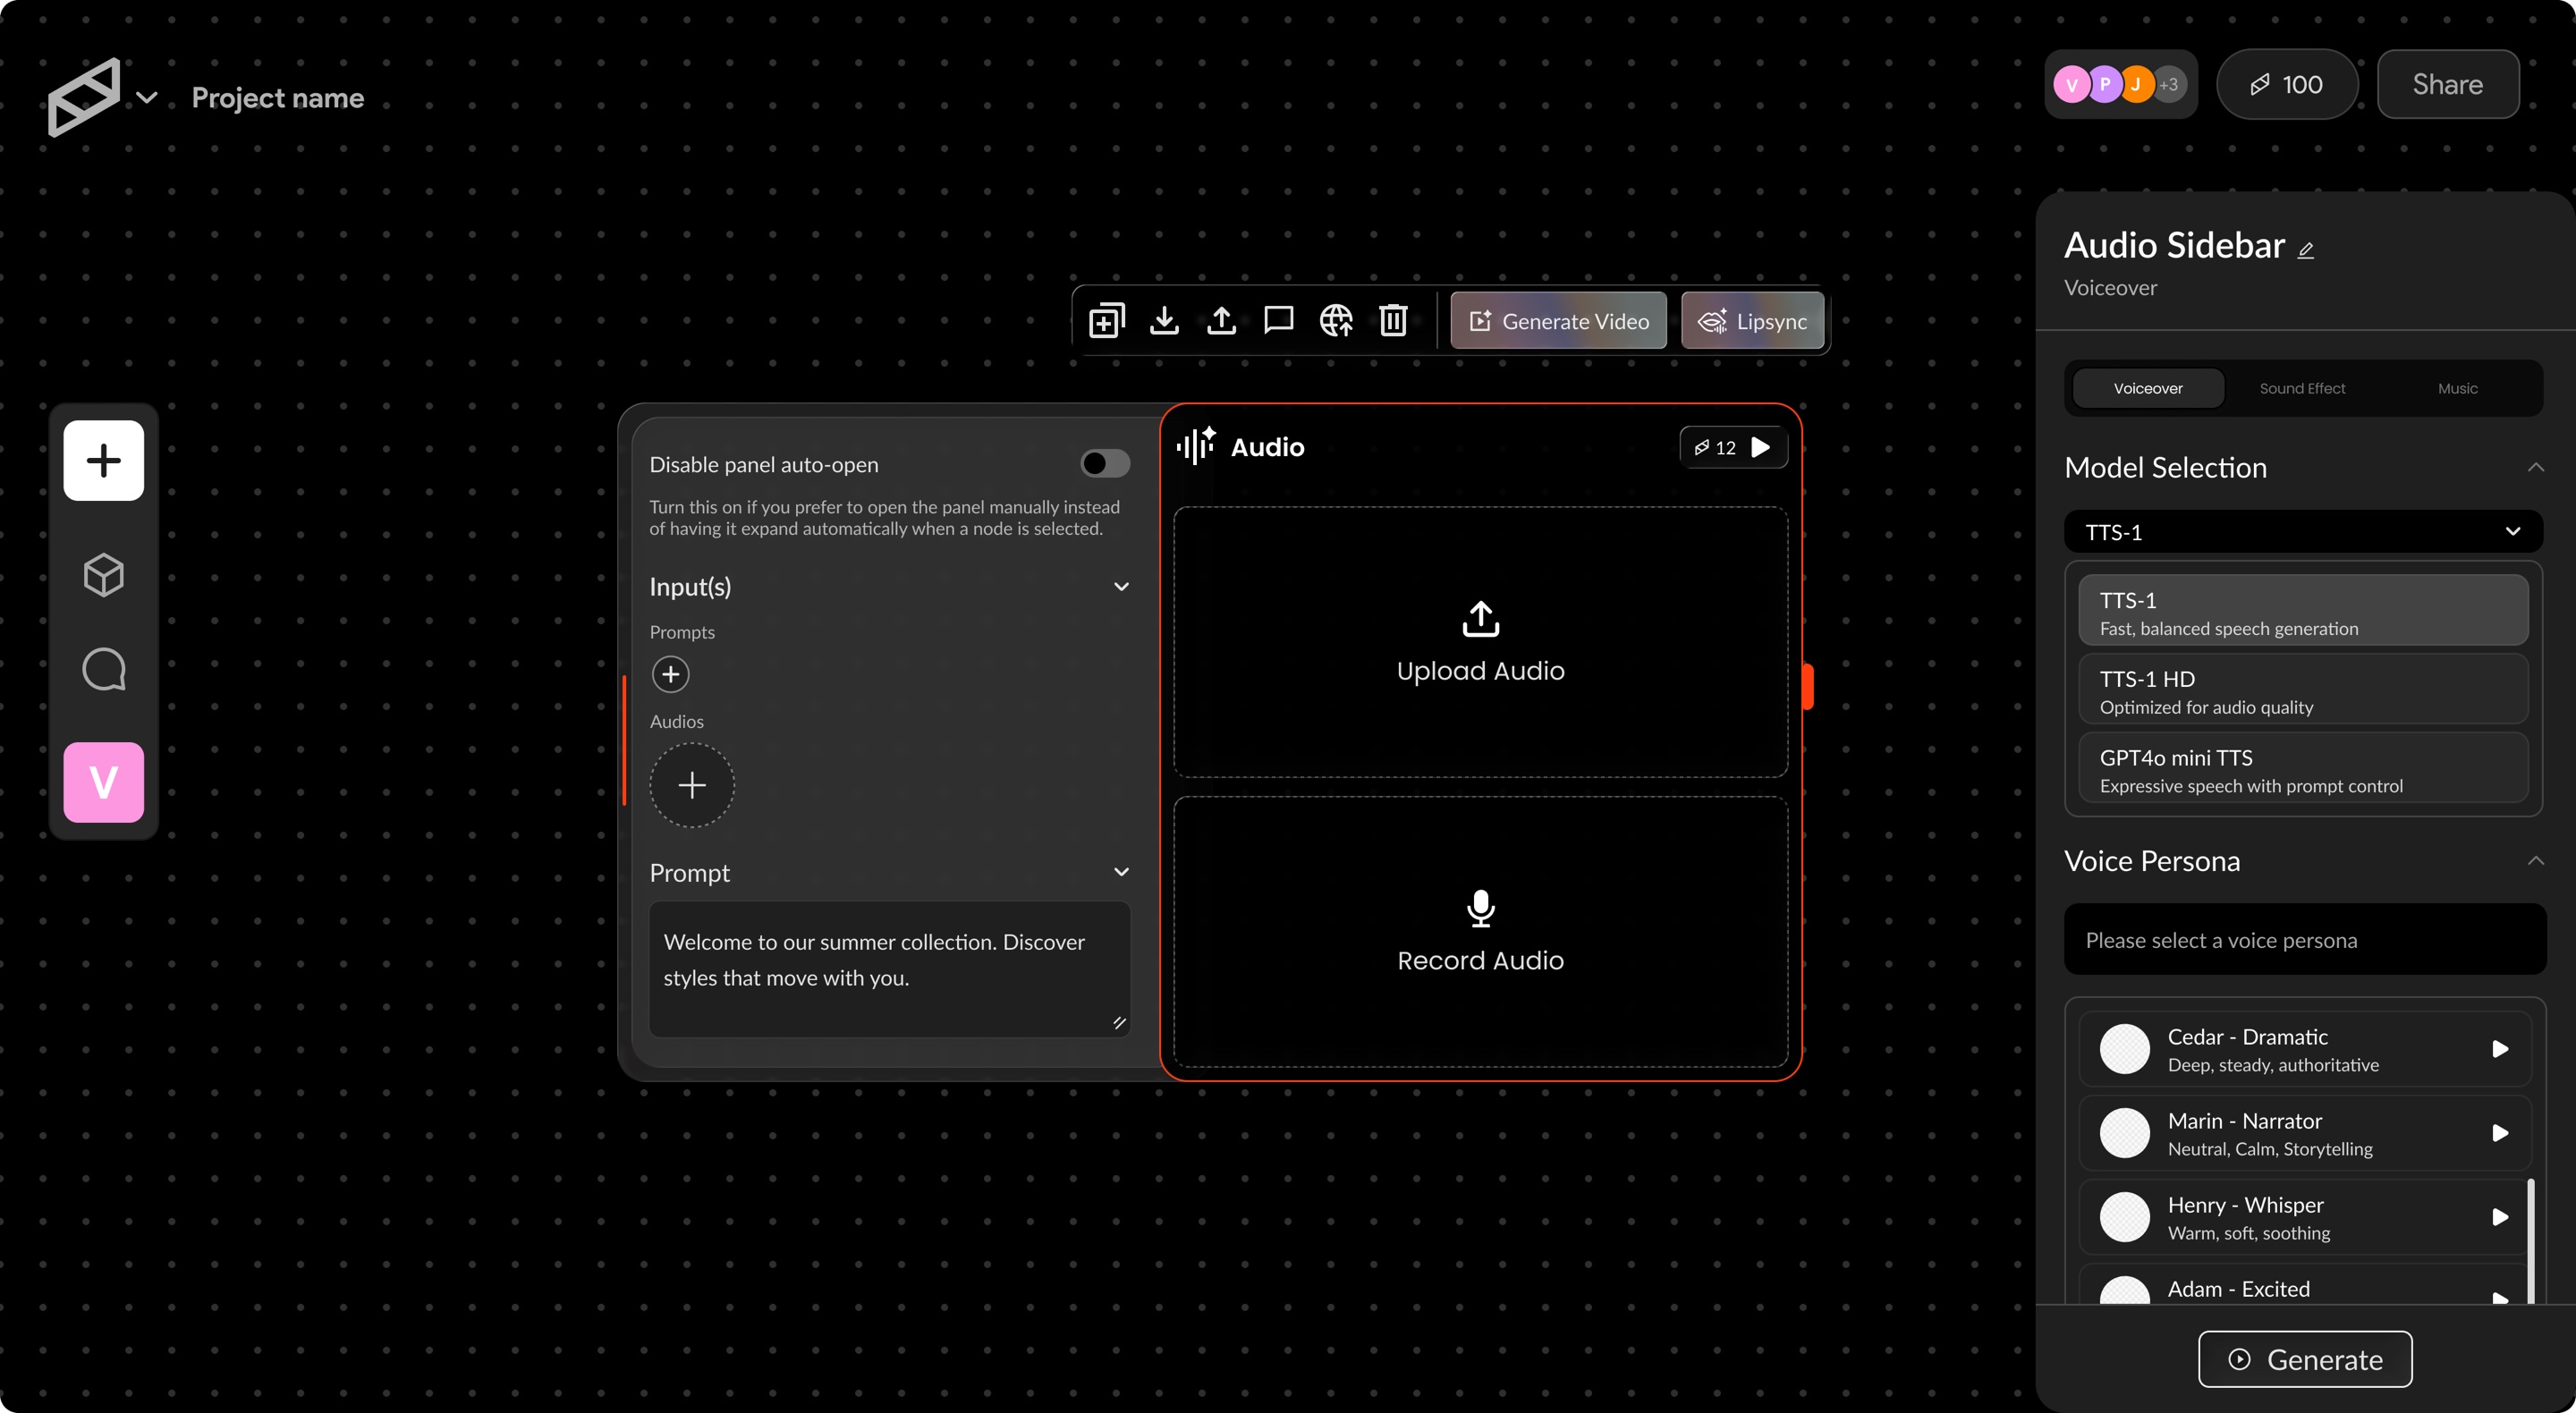 Project name
V P J +3
100
Share
Generate Video
Lipsync
V
Disable panel auto-open
Turn this on if you prefer to open the panel manually instead
of having it expand automatically when a node is selected.
Input(s)
Prompts
Audios
Prompt
Welcome to our summer collection. Discover
styles that move with you.
Audio
12
Upload Audio
Record Audio
Audio Sidebar
Voiceover
Voiceover Sound Effect Music
Model Selection
TTS-1
TTS-1
Fast, balanced speech generation
TTS-1 HD
Optimized for audio quality
GPT4o mini TTS
Expressive speech with prompt control
Voice Persona
Please select a voice persona
Cedar - Dramatic
Deep, steady, authoritative
Marin - Narrator
Neutral, Calm, Storytelling
Henry - Whisper
Warm, soft, soothing
Adam - Excited
Generate